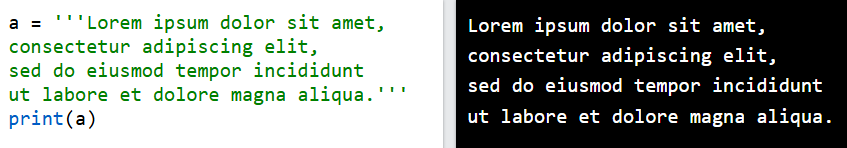 a = '''Lorem ipsum dolor sit amet,
consectetur adipiscing elit,
sed do eiusmod tempor incididunt
ut labore et dolore magna aliqua.'''
print(a)
Lorem ipsum dolor sit amet,
consectetur adipiscing elit,
sed do eiusmod tempor incididunt
ut labore et dolore magna aliqua.